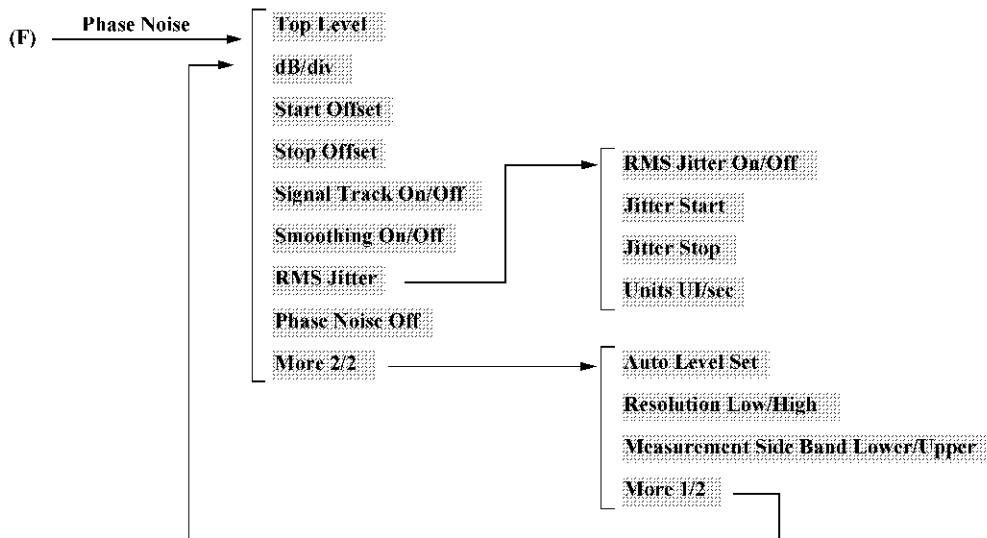 (F)
Phase Noise
Top Level
dB/div
Start Offset
Stop Offset
Signal Track On/Off
Smoothing On/Off
RMS Jitter
Phase Noise Off
More 2/2
RMS Jitter On/Off
Jitter Start
Jitter Stop
Units UI/sec
Auto Level Set
Resolution Low/High
Measurement Side Band Lower/Upper
More 1/2